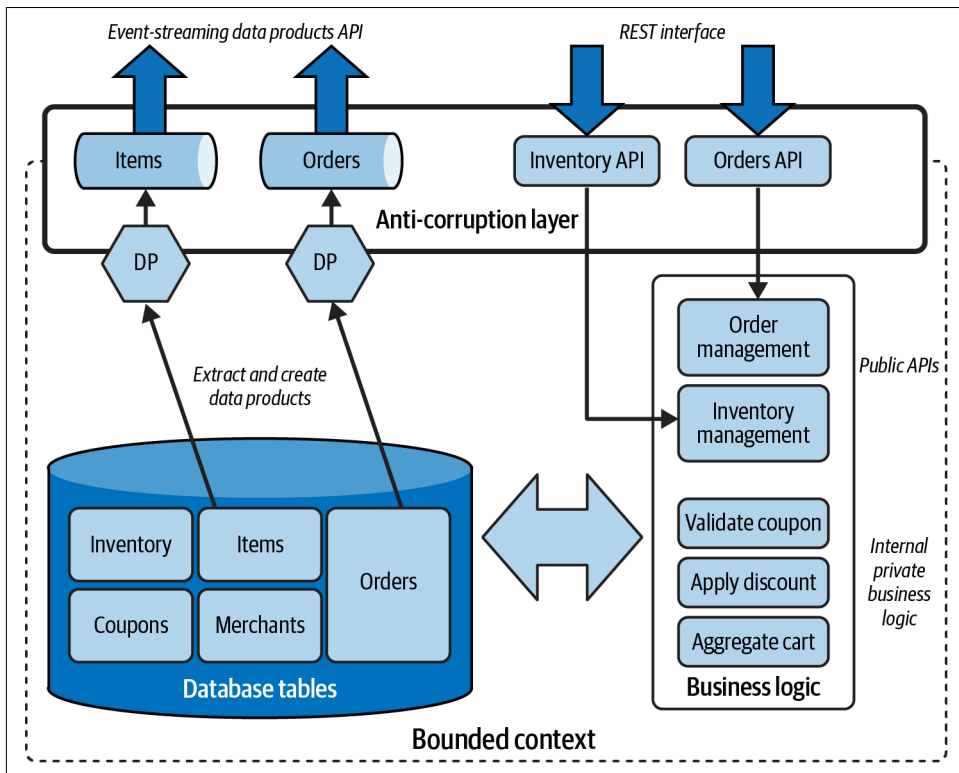 Event-streaming data products API
REST interface
Items
Orders
Inventory API
Orders API
Anti-corruption layer
DP
DP
Order
management
Public APIs
Extract and create
data products
Inventory
management
Inventory
Items
Orders
Coupons
Merchants
Database tables
Validate coupon
Apply discount
Aggregate cart
Internal
private
business
logic
Business logic
Bounded context